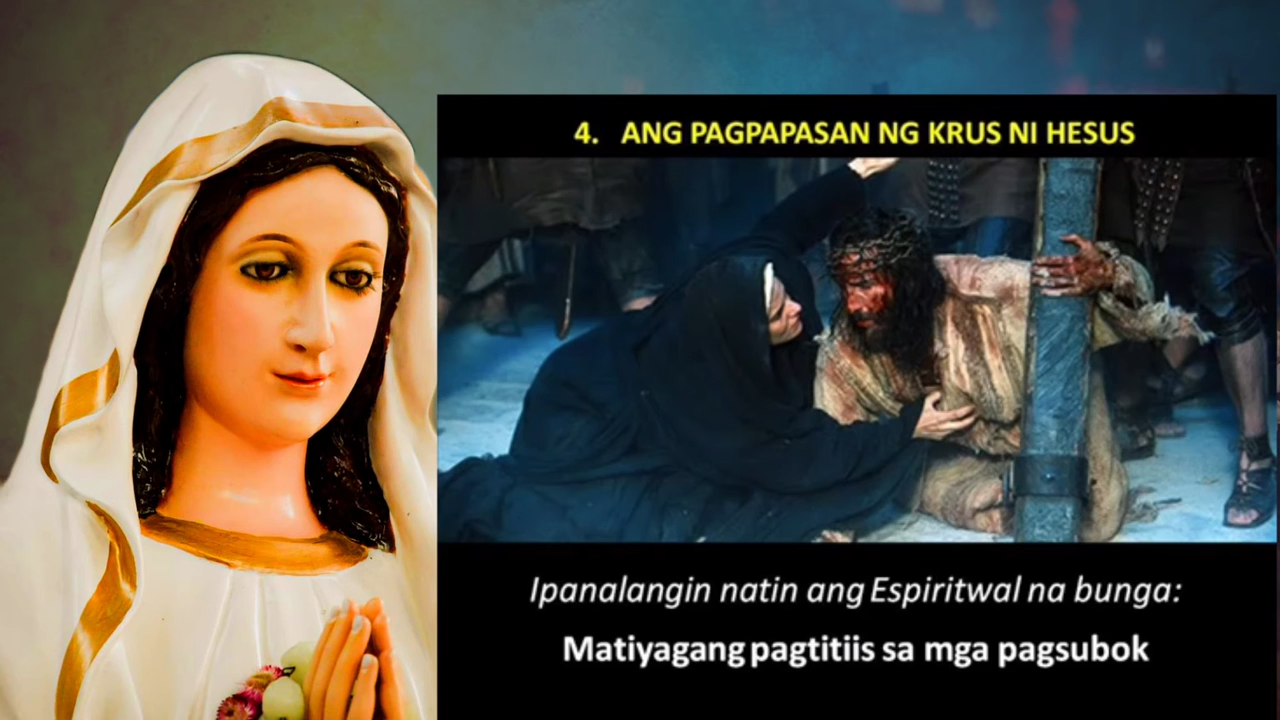 4. ANG PAGPAPASAN NG KRUS NI HESUS
Ipanalangin natin ang Espiritwal na bunga:
Matiyagang pagtitiis sa mga pagsubok